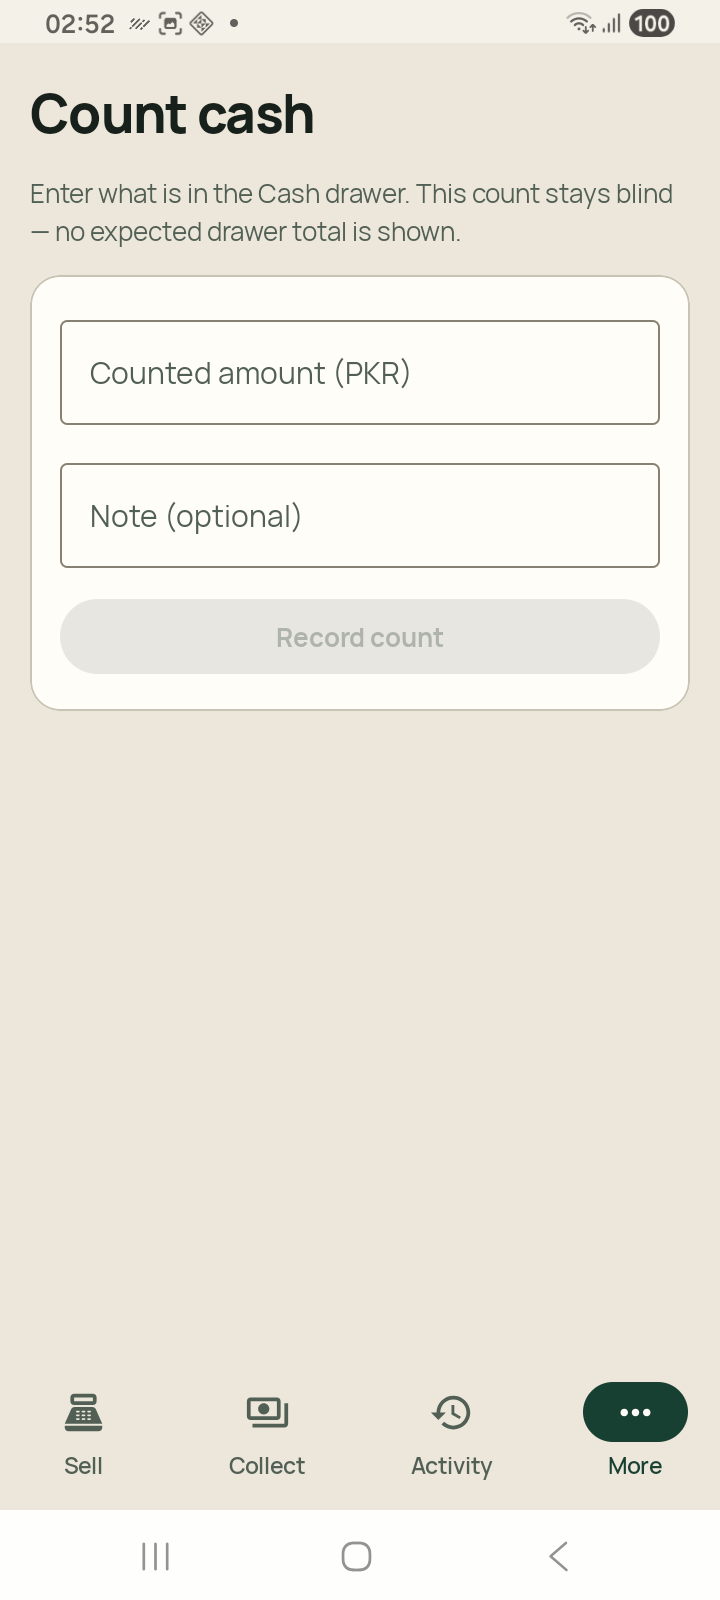 02:52
100
Count cash
Enter what is in the Cash drawer. This count stays blind
— no expected drawer total is shown.
Counted amount (PKR)
Note (optional)
Record count
Sell
Collect
Activity
More